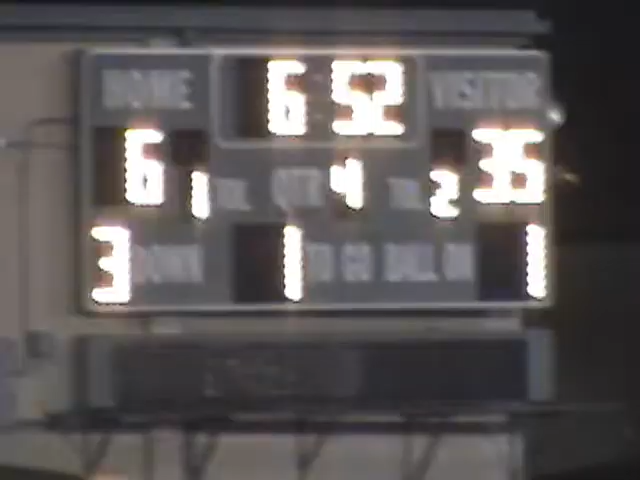 HOME 6 52 VISITOR
6 1 TOL QTR 4 TOL 2 35
3 DOWN 1 TO GO BALL ON 1